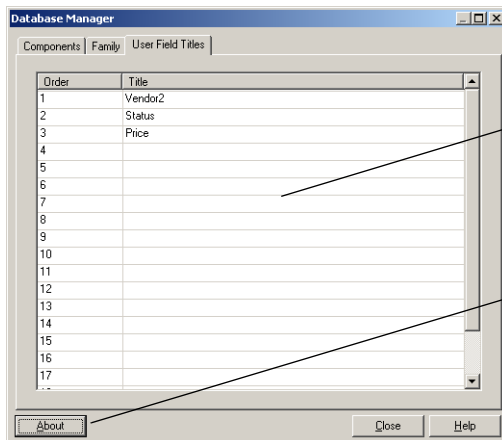 Database Manager
Components Family User Field Titles
Order Title
1 Vendor2
2 Status
3 Price
4
5
6
7
8
9
10
11
12
13
14
15
16
17
About Close Help